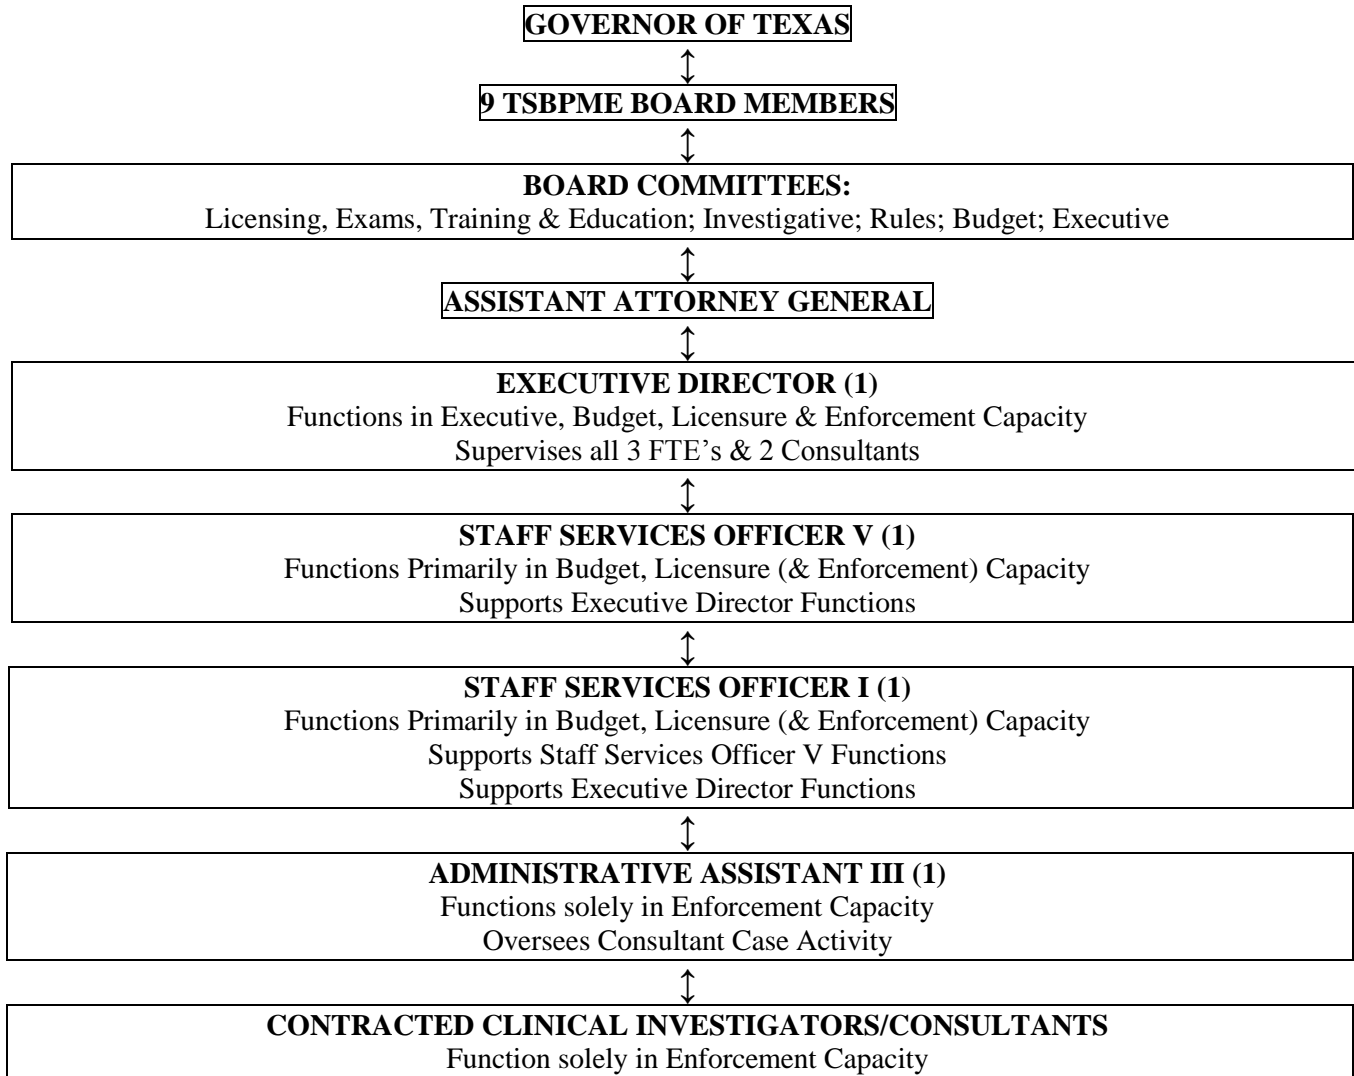 GOVERNOR OF TEXAS
↕
9 TSBPME BOARD MEMBERS
↕
BOARD COMMITTEES:
Licensing, Exams, Training & Education; Investigative; Rules; Budget; Executive
↕
ASSISTANT ATTORNEY GENERAL
↕
EXECUTIVE DIRECTOR (1)
Functions in Executive, Budget, Licensure & Enforcement Capacity
Supervises all 3 FTE’s & 2 Consultants
↕
STAFF SERVICES OFFICER V (1)
Functions Primarily in Budget, Licensure (& Enforcement) Capacity
Supports Executive Director Functions
↕
STAFF SERVICES OFFICER I (1)
Functions Primarily in Budget, Licensure (& Enforcement) Capacity
Supports Staff Services Officer V Functions
Supports Executive Director Functions
↕
ADMINISTRATIVE ASSISTANT III (1)
Functions solely in Enforcement Capacity
Oversees Consultant Case Activity
↕
CONTRACTED CLINICAL INVESTIGATORS/CONSULTANTS
Function solely in Enforcement Capacity